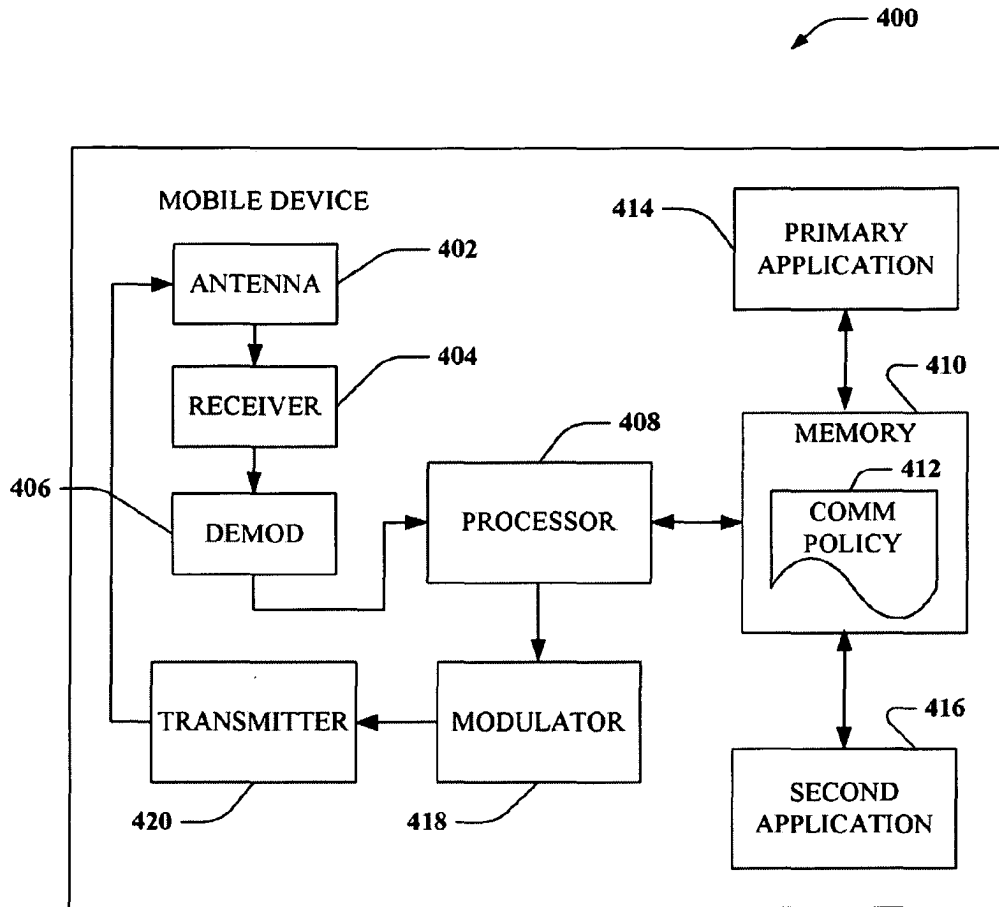 400
MOBILE DEVICE
414
PRIMARY
APPLICATION
402
ANTENNA
404
RECEIVER
410
MEMORY
408
412
406
COMM
POLICY
PROCESSOR
DEMOD
TRANSMITTER
MODULATOR
416
420
418
SECOND
APPLICATION